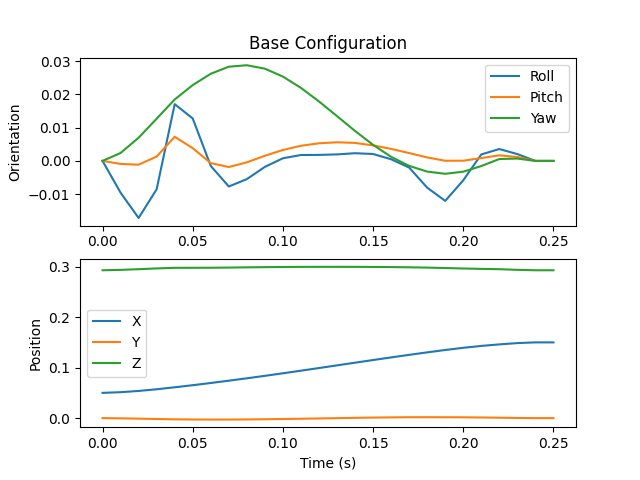 Base Configuration
0.03
0.02
0.01
0.00
−0.01
Orientation
Roll
Pitch
Yaw
0.00 0.05 0.10 0.15 0.20 0.25
0.3
0.2
0.1
0.0
Position
X
Y
Z
0.00 0.05 0.10 0.15 0.20 0.25
Time (s)